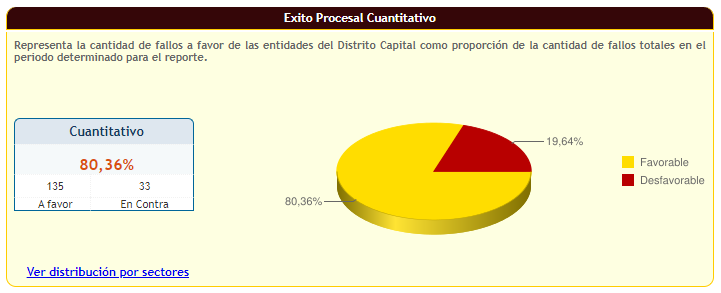 Exito Procesal Cuantitativo
Representa la cantidad de fallos a favor de las entidades del Distrito Capital como proporción de la cantidad de fallos totales en el
periodo determinado para el reporte.
Cuantitativo
80,36%
135 33
A favor En Contra
19,64%
80,36%
Favorable
Desfavorable
Ver distribución por sectores